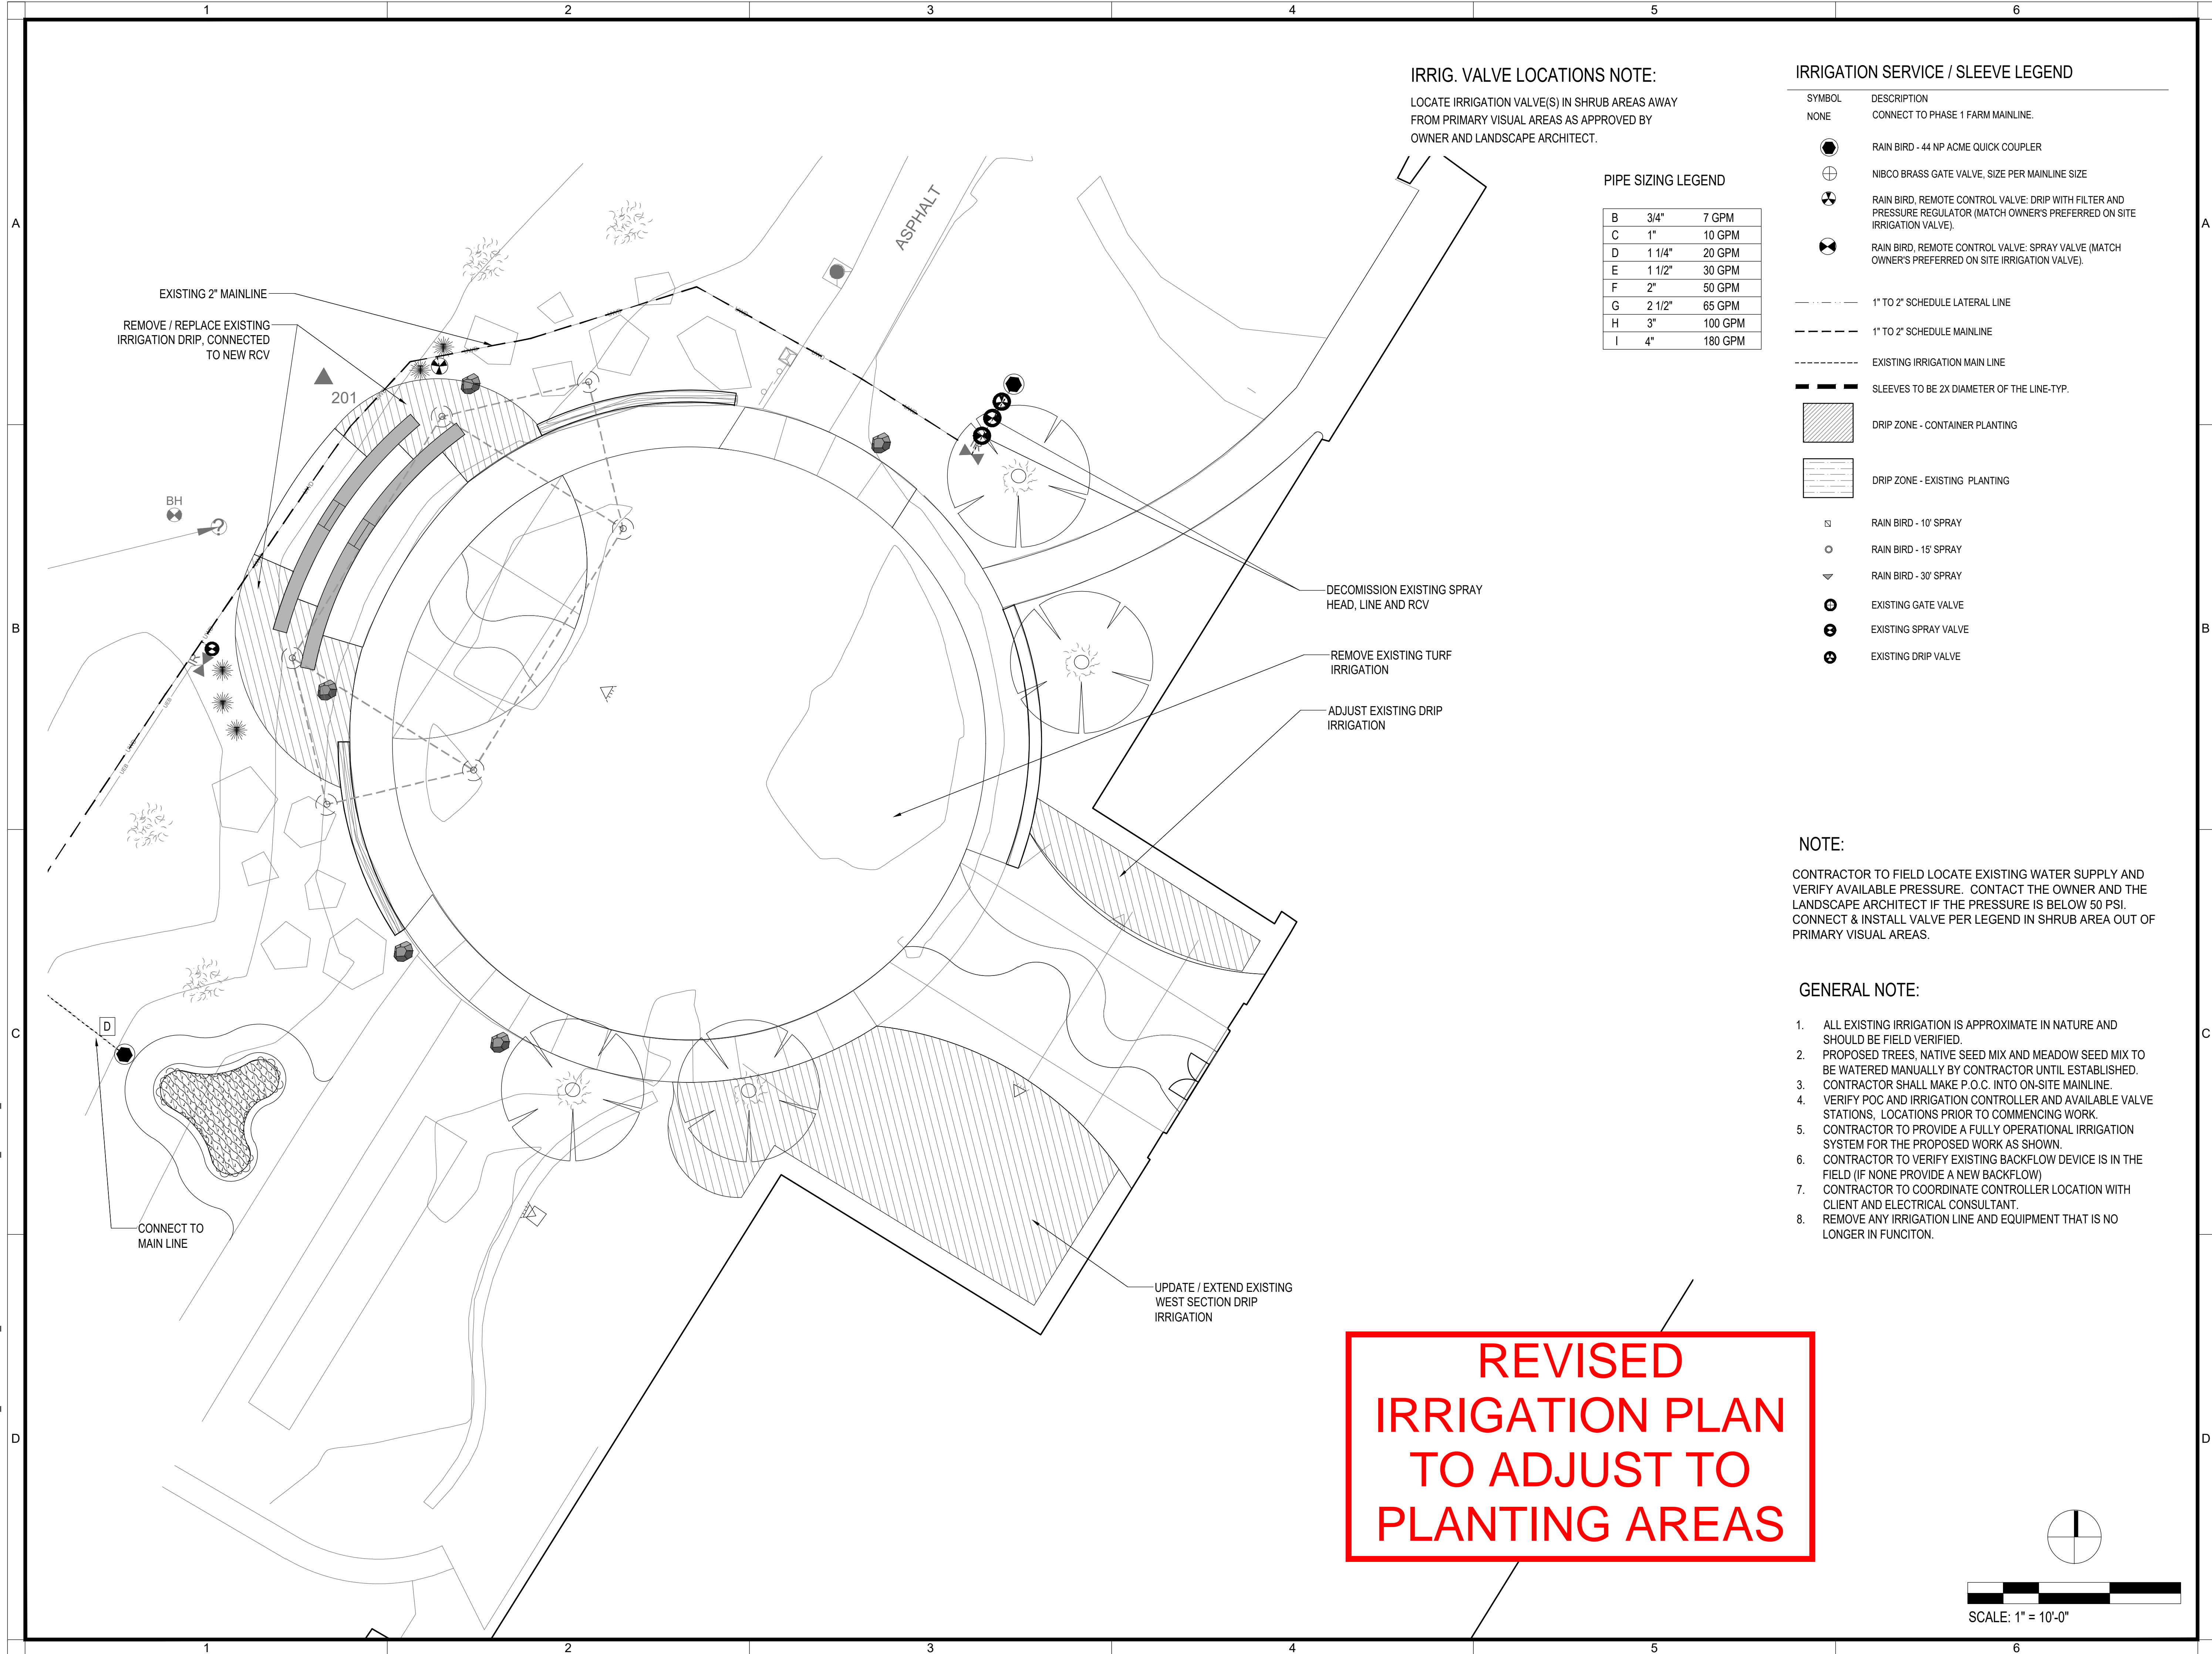 1 2 3 4 5 6
A
B
C
D
A
B
C
D
IRRIG. VALVE LOCATIONS NOTE:
LOCATE IRRIGATION VALVE(S) IN SHRUB AREAS AWAY
FROM PRIMARY VISUAL AREAS AS APPROVED BY
OWNER AND LANDSCAPE ARCHITECT.
PIPE SIZING LEGEND
B 3/4" 7 GPM
C 1" 10 GPM
D 1 1/4" 20 GPM
E 1 1/2" 30 GPM
F 2" 50 GPM
G 2 1/2" 65 GPM
H 3" 100 GPM
I 4" 180 GPM
IRRIGATION SERVICE / SLEEVE LEGEND
SYMBOL DESCRIPTION
NONE CONNECT TO PHASE 1 FARM MAINLINE.
RAIN BIRD - 44 NP ACME QUICK COUPLER
NIBCO BRASS GATE VALVE, SIZE PER MAINLINE SIZE
RAIN BIRD, REMOTE CONTROL VALVE: DRIP WITH FILTER AND
PRESSURE REGULATOR (MATCH OWNER'S PREFERRED ON SITE
IRRIGATION VALVE).
RAIN BIRD, REMOTE CONTROL VALVE: SPRAY VALVE (MATCH
OWNER'S PREFERRED ON SITE IRRIGATION VALVE).
1" TO 2" SCHEDULE LATERAL LINE
1" TO 2" SCHEDULE MAINLINE
EXISTING IRRIGATION MAIN LINE
SLEEVES TO BE 2X DIAMETER OF THE LINE-TYP.
DRIP ZONE - CONTAINER PLANTING
DRIP ZONE - EXISTING PLANTING
RAIN BIRD - 10' SPRAY
RAIN BIRD - 15' SPRAY
RAIN BIRD - 30' SPRAY
EXISTING GATE VALVE
EXISTING SPRAY VALVE
EXISTING DRIP VALVE
NOTE:
CONTRACTOR TO FIELD LOCATE EXISTING WATER SUPPLY AND
VERIFY AVAILABLE PRESSURE. CONTACT THE OWNER AND THE
LANDSCAPE ARCHITECT IF THE PRESSURE IS BELOW 50 PSI.
CONNECT & INSTALL VALVE PER LEGEND IN SHRUB AREA OUT OF
PRIMARY VISUAL AREAS.
GENERAL NOTE:
1. ALL EXISTING IRRIGATION IS APPROXIMATE IN NATURE AND
SHOULD BE FIELD VERIFIED.
2. PROPOSED TREES, NATIVE SEED MIX AND MEADOW SEED MIX TO
BE WATERED MANUALLY BY CONTRACTOR UNTIL ESTABLISHED.
3. CONTRACTOR SHALL MAKE P.O.C. INTO ON-SITE MAINLINE.
4. VERIFY POC AND IRRIGATION CONTROLLER AND AVAILABLE VALVE
STATIONS, LOCATIONS PRIOR TO COMMENCING WORK.
5. CONTRACTOR TO PROVIDE A FULLY OPERATIONAL IRRIGATION
SYSTEM FOR THE PROPOSED WORK AS SHOWN.
6. CONTRACTOR TO VERIFY EXISTING BACKFLOW DEVICE IS IN THE
FIELD (IF NONE PROVIDE A NEW BACKFLOW)
7. CONTRACTOR TO COORDINATE CONTROLLER LOCATION WITH
CLIENT AND ELECTRICAL CONSULTANT.
8. REMOVE ANY IRRIGATION LINE AND EQUIPMENT THAT IS NO
LONGER IN FUNCITON.
ASPHALT
EXISTING 2" MAINLINE
REMOVE / REPLACE EXISTING
IRRIGATION DRIP, CONNECTED
TO NEW RCV
201
BH
?
UEB
UEB
DECOMISSION EXISTING SPRAY
HEAD, LINE AND RCV
REMOVE EXISTING TURF
IRRIGATION
ADJUST EXISTING DRIP
IRRIGATION
D
CONNECT TO
MAIN LINE
UPDATE / EXTEND EXISTING
WEST SECTION DRIP
IRRIGATION
REVISED
IRRIGATION PLAN
TO ADJUST TO
PLANTING AREAS
SCALE: 1" = 10'-0"
1 2 3 4 5 6